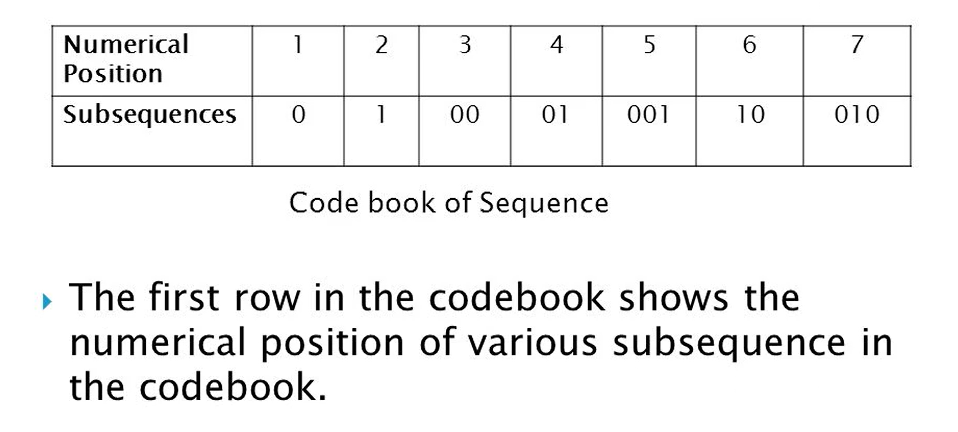 Numerical Position 1 2 3 4 5 6 7
Subsequences 0 1 00 01 001 10 010
Code book of Sequence
The first row in the codebook shows the
numerical position of various subsequence in
the codebook.